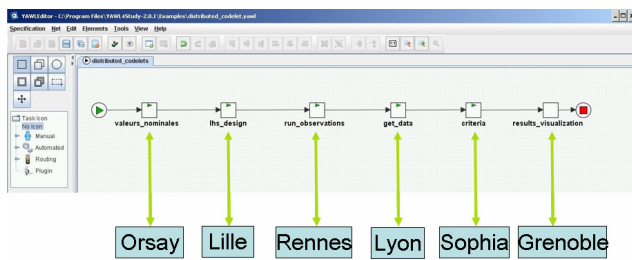 YAWLEditor - C:\Program Files\YAWL4Study-2.0.1\Examples\distributed_codelet.yawl
Specification Net Edit Elements Tools View Help
distributed_codelets
Task Icon
No Icon
Manual
Automated
Routing
Plugin
valeurs_nominales lhs_design run_observations get_data criteria results_visualization
Orsay Lille Rennes Lyon Sophia Grenoble